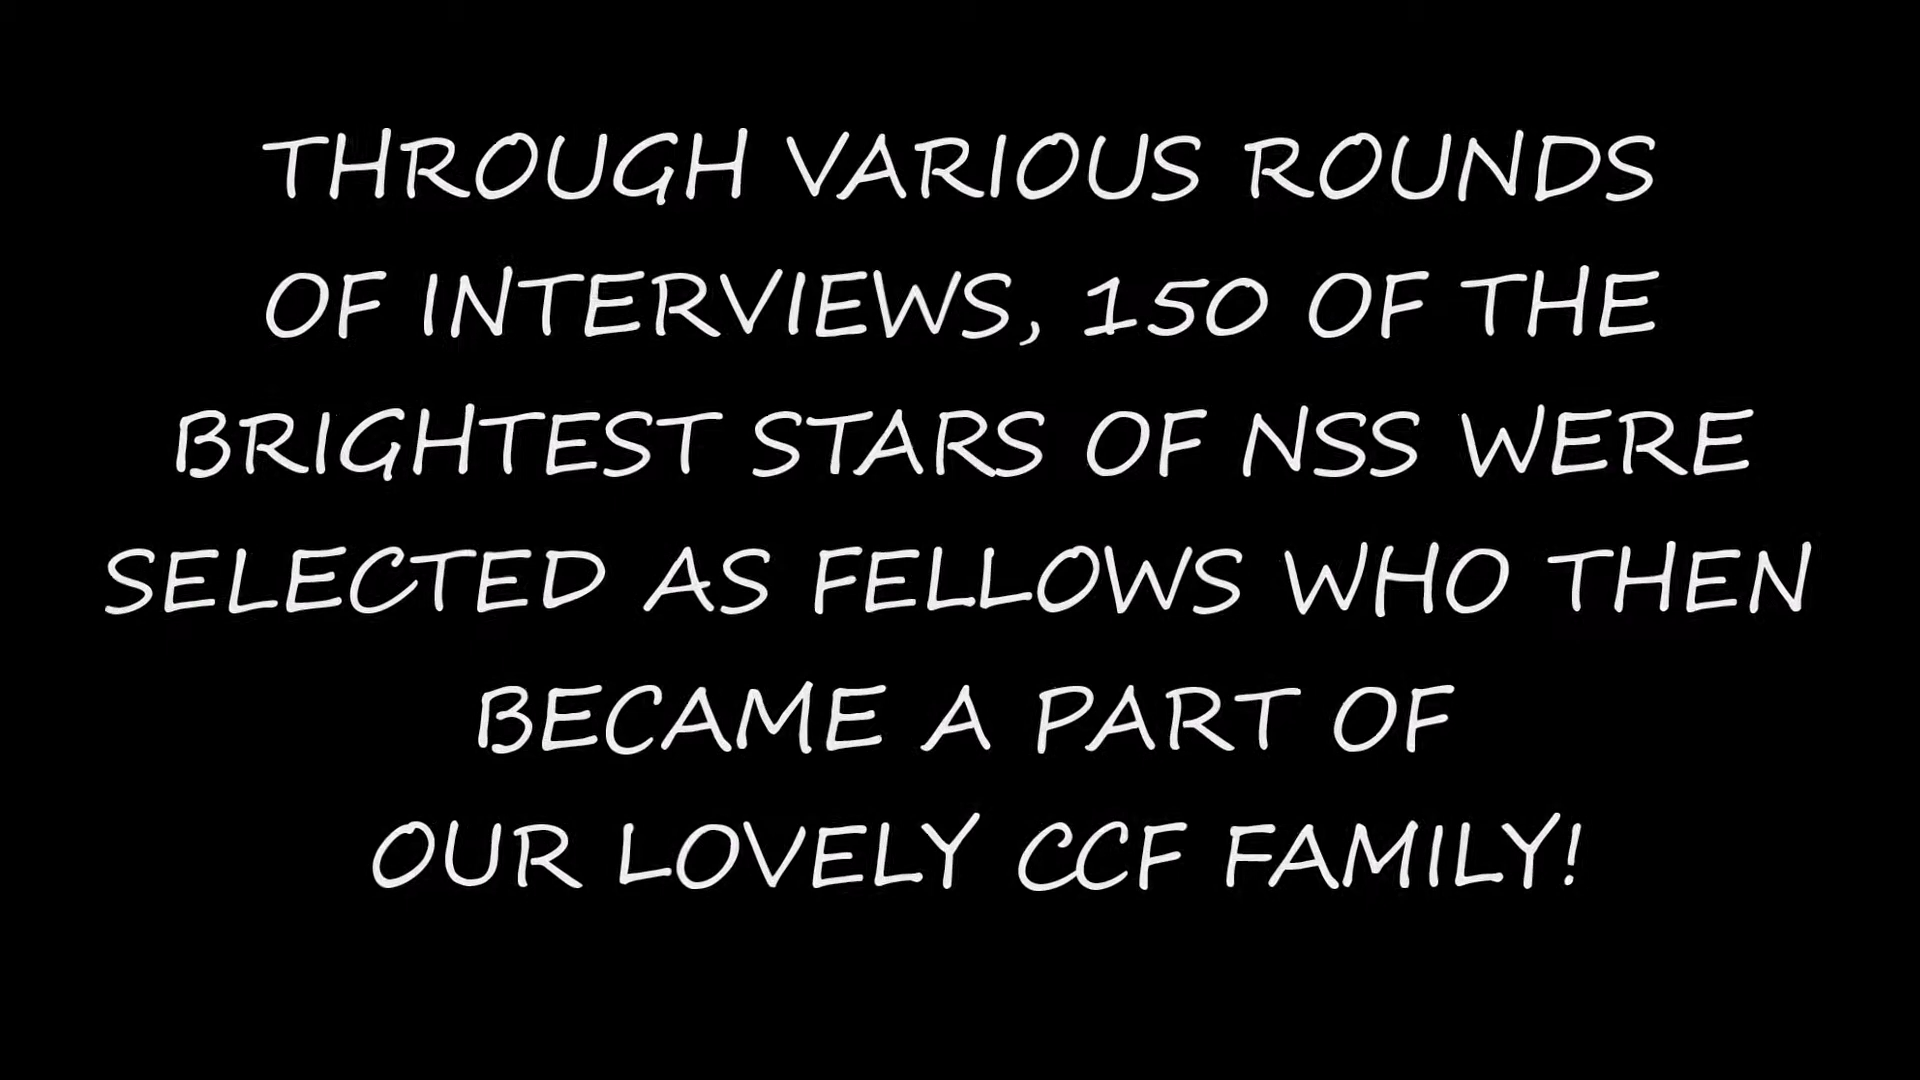 THROUGH VARIOUS ROUNDS
OF INTERVIEWS, 150 OF THE
BRIGHTEST STARS OF NSS WERE
SELECTED AS FELLOWS WHO THEN
BECAME A PART OF
OUR LOVELY CCF FAMILY!